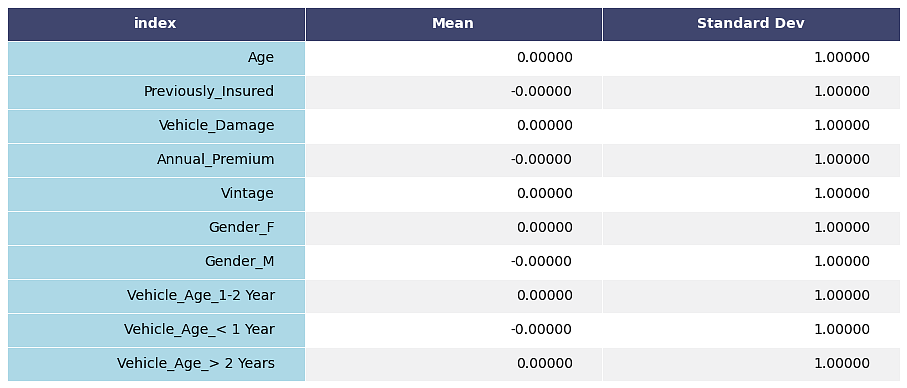 index Mean Standard Dev
Age 0.00000 1.00000
Previously_Insured -0.00000 1.00000
Vehicle_Damage 0.00000 1.00000
Annual_Premium -0.00000 1.00000
Vintage 0.00000 1.00000
Gender_F 0.00000 1.00000
Gender_M -0.00000 1.00000
Vehicle_Age_1-2 Year 0.00000 1.00000
Vehicle_Age_< 1 Year -0.00000 1.00000
Vehicle_Age_> 2 Years 0.00000 1.00000